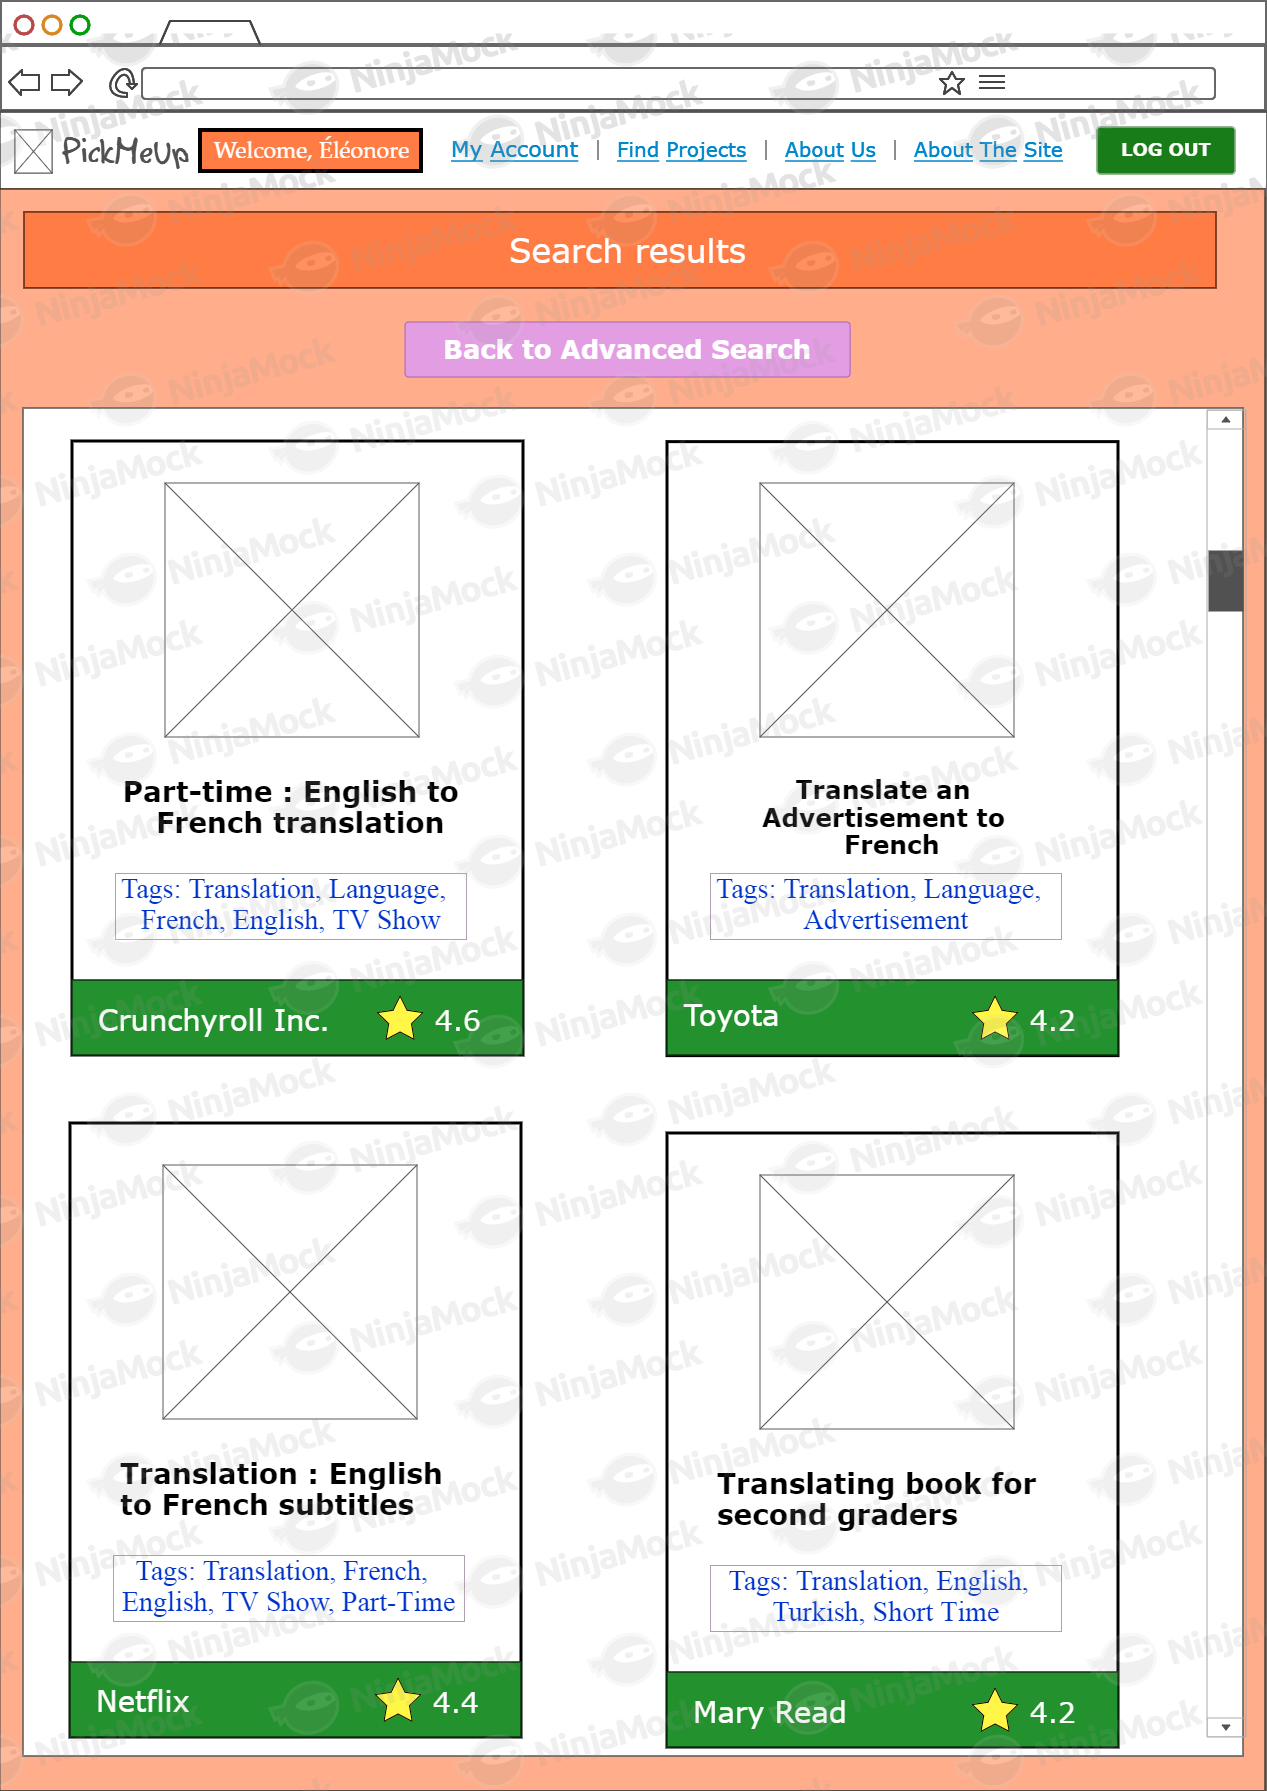 PickMeUp
Welcome, Éléonore
My Account | Find Projects | About Us | About The Site
LOG OUT
Search results
Back to Advanced Search
Part-time : English to
French translation
Tags: Translation, Language,
French, English, TV Show
Crunchyroll Inc.
4.6
Translate an
Advertisement to
French
Tags: Translation, Language,
Advertisement
Toyota
4.2
Translation : English
to French subtitles
Tags: Translation, French,
English, TV Show, Part-Time
Netflix
4.4
Translating book for
second graders
Tags: Translation, English,
Turkish, Short Time
Mary Read
4.2
NinjaMock